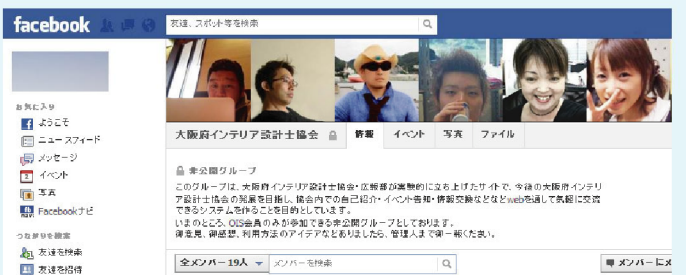 facebook
友達、スポット等を検索
お気に入り
ようこそ
ニュースフィード
メッセージ
イベント
写真
Facebookナビ
つながりを検索
友達を検索
友達を招待
大阪府インテリア設計士協会
情報
イベント
写真
ファイル
非公開グループ
このグループは、大阪府インテリア設計士協会・広報部が実験的に立ち上げたサイトで、今後の大阪府インテリ
ア設計士協会の発展を目指し、協会内での自己紹介・イベント告知・情報交換などなどwebを通して気軽に交流
できるシステムを作ることを目的としています。
いまのところ、OIS会員のみが参加できる非公開グループとしております。
御意見、御感想、利用方法のアイデアなどありましたら、管理人まで御一報ください。
全メンバー19人
メンバーを検索
メンバーにメ